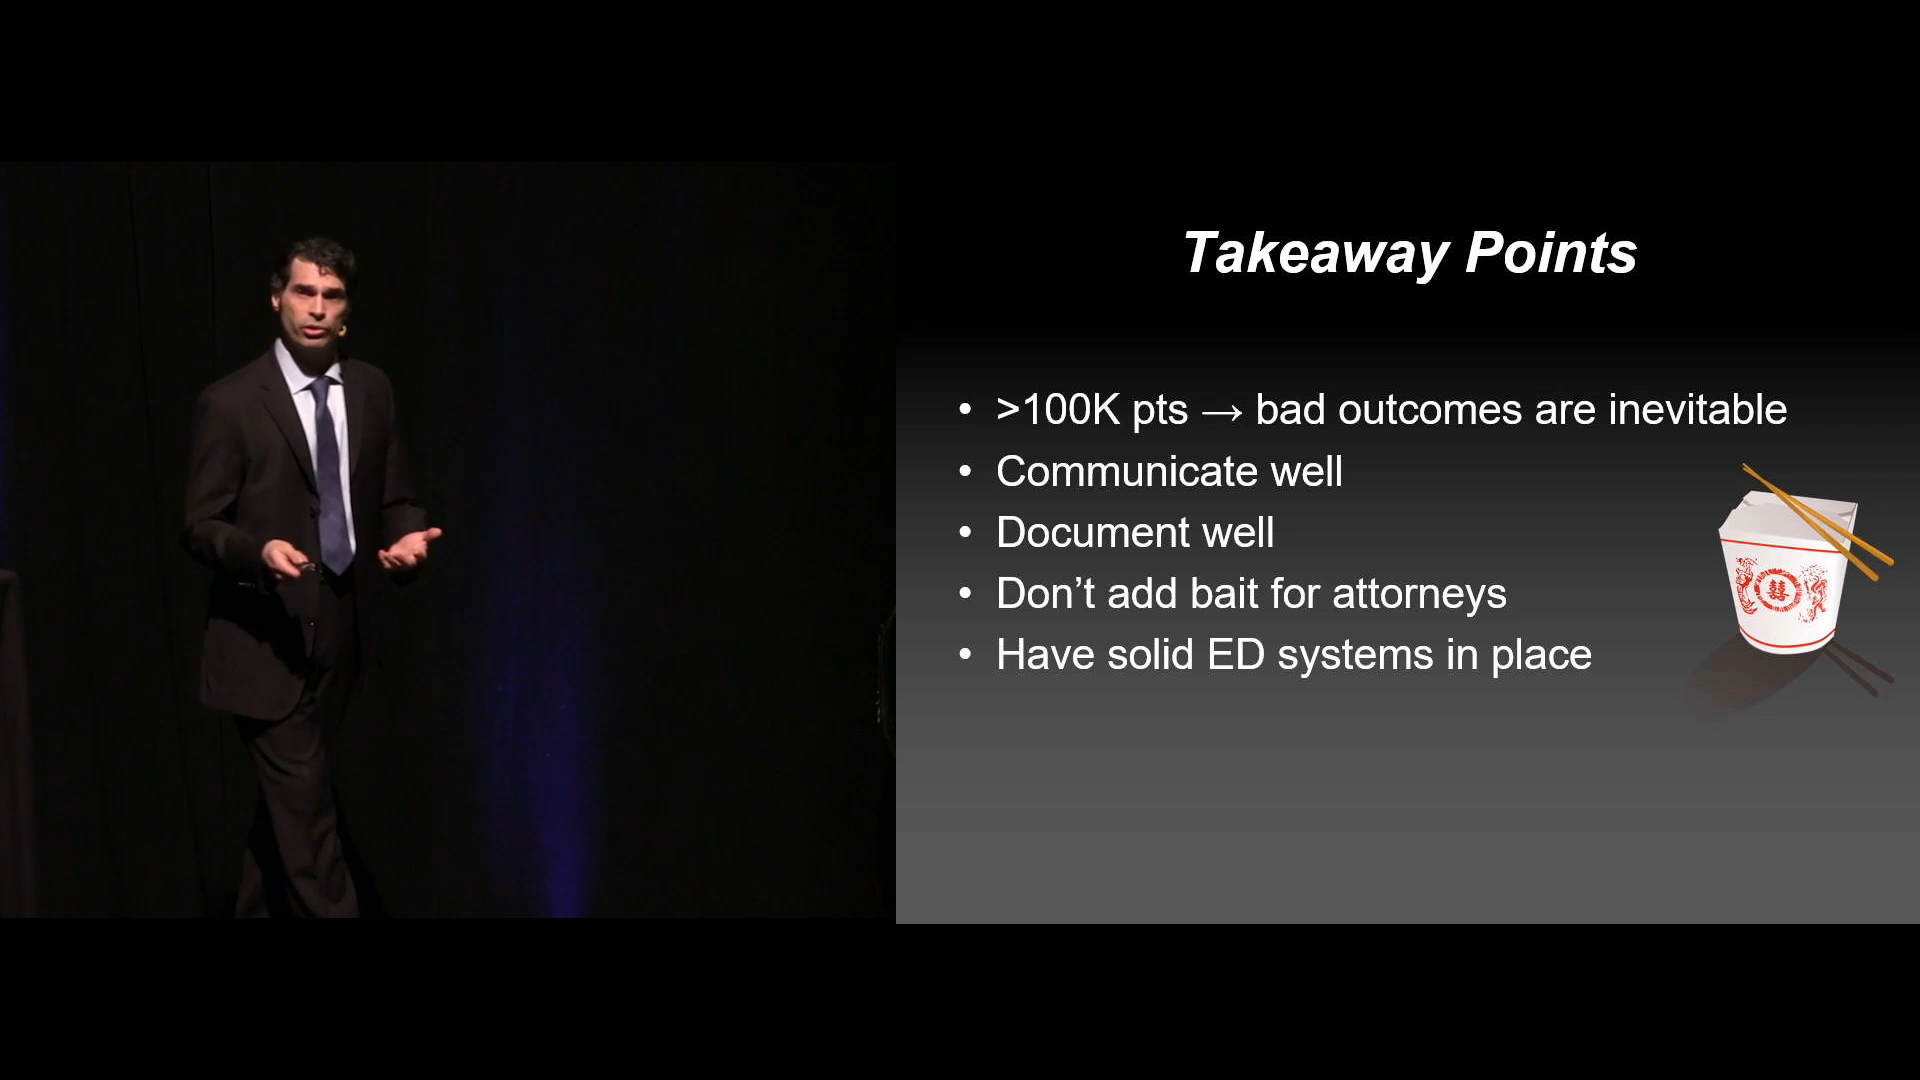 Takeaway Points
• >100K pts → bad outcomes are inevitable
• Communicate well
• Document well
• Don’t add bait for attorneys
• Have solid ED systems in place
囍